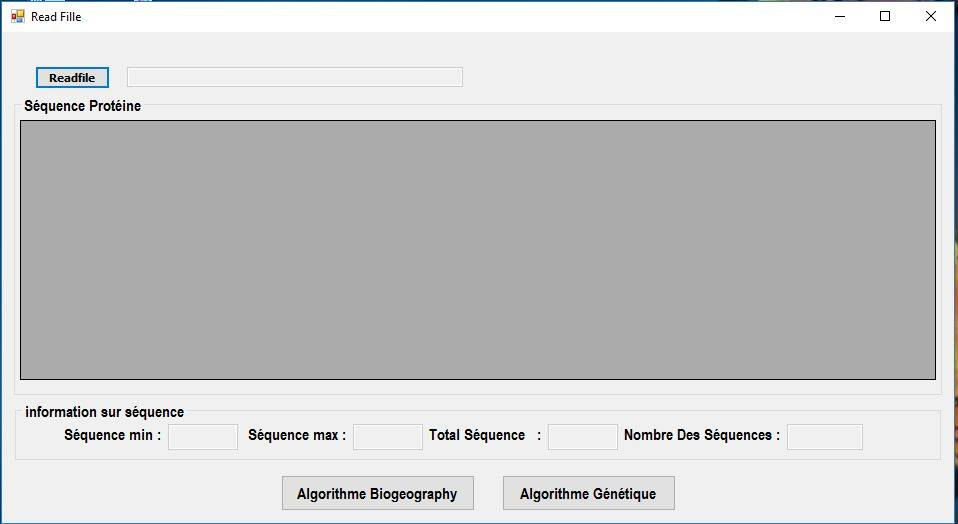 Read Fille
Readfile
Séquence Protéine
information sur séquence
Séquence min : Séquence max : Total Séquence : Nombre Des Séquences :
Algorithme Biogeography Algorithme Génétique